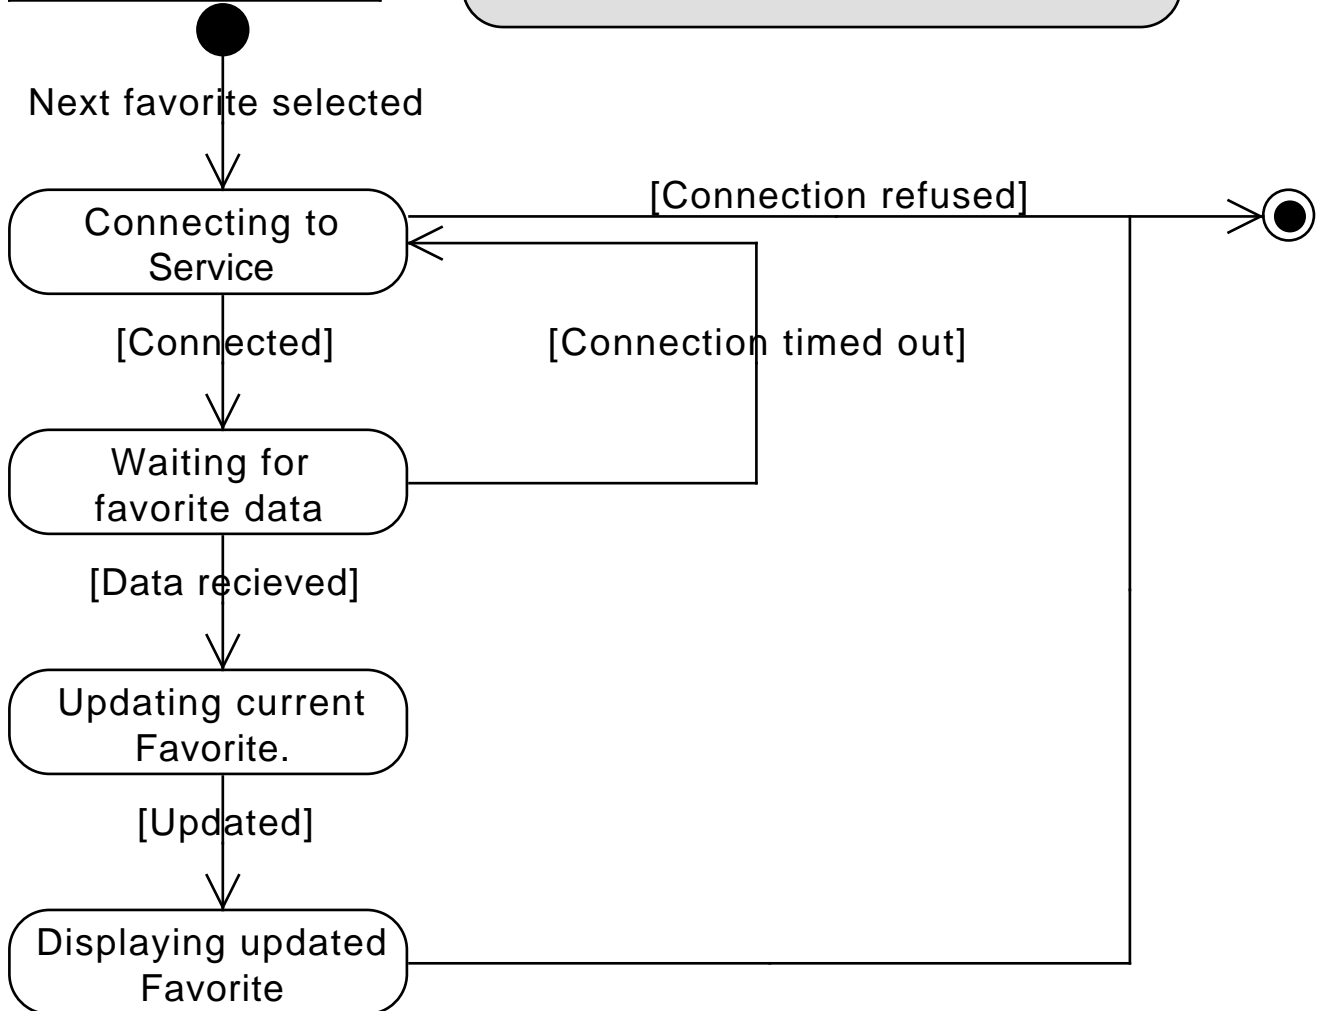 Next favorite selected
[Connection refused]
Connecting to
Service
[Connected]
[Connection timed out]
Waiting for
favorite data
[Data recieved]
Updating current
Favorite.
[Updated]
Displaying updated
Favorite